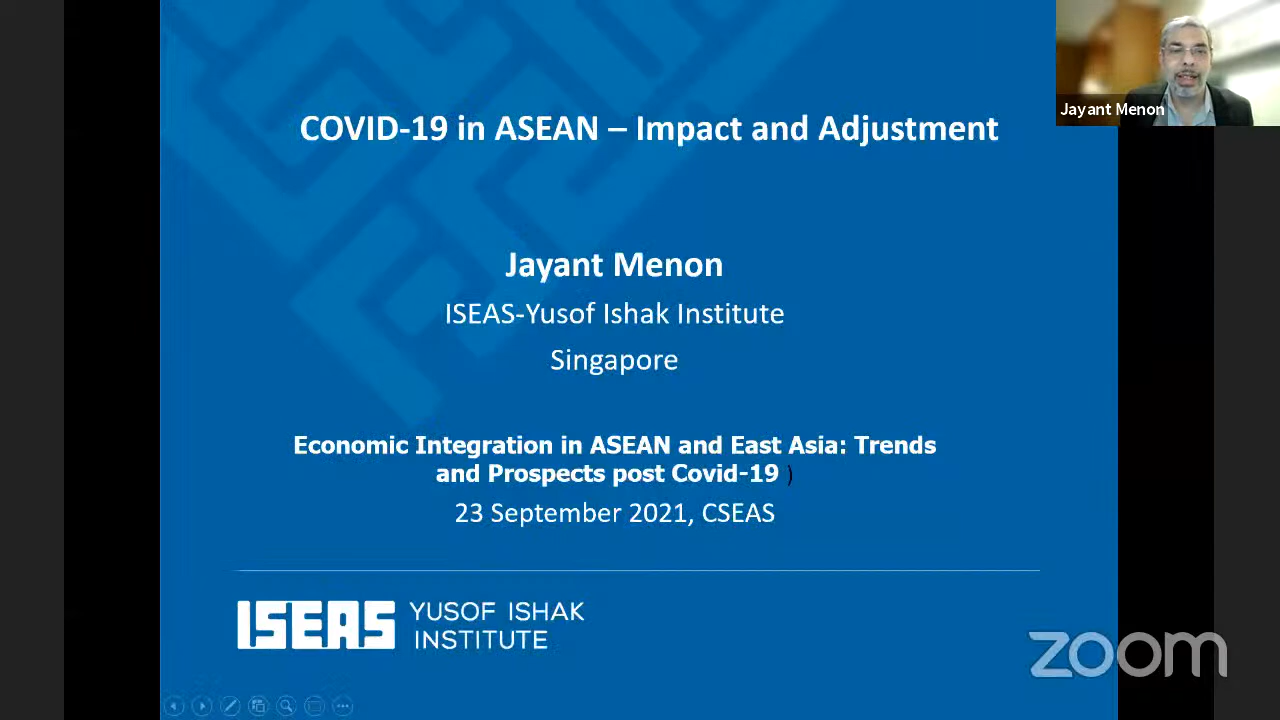 COVID-19 in ASEAN – Impact and Adjustment
Jayant Menon
Jayant Menon
ISEAS-Yusof Ishak Institute
Singapore
Economic Integration in ASEAN and East Asia: Trends
and Prospects post Covid-19 )
23 September 2021, CSEAS
ISEAS YUSOF ISHAK
INSTITUTE
zoom